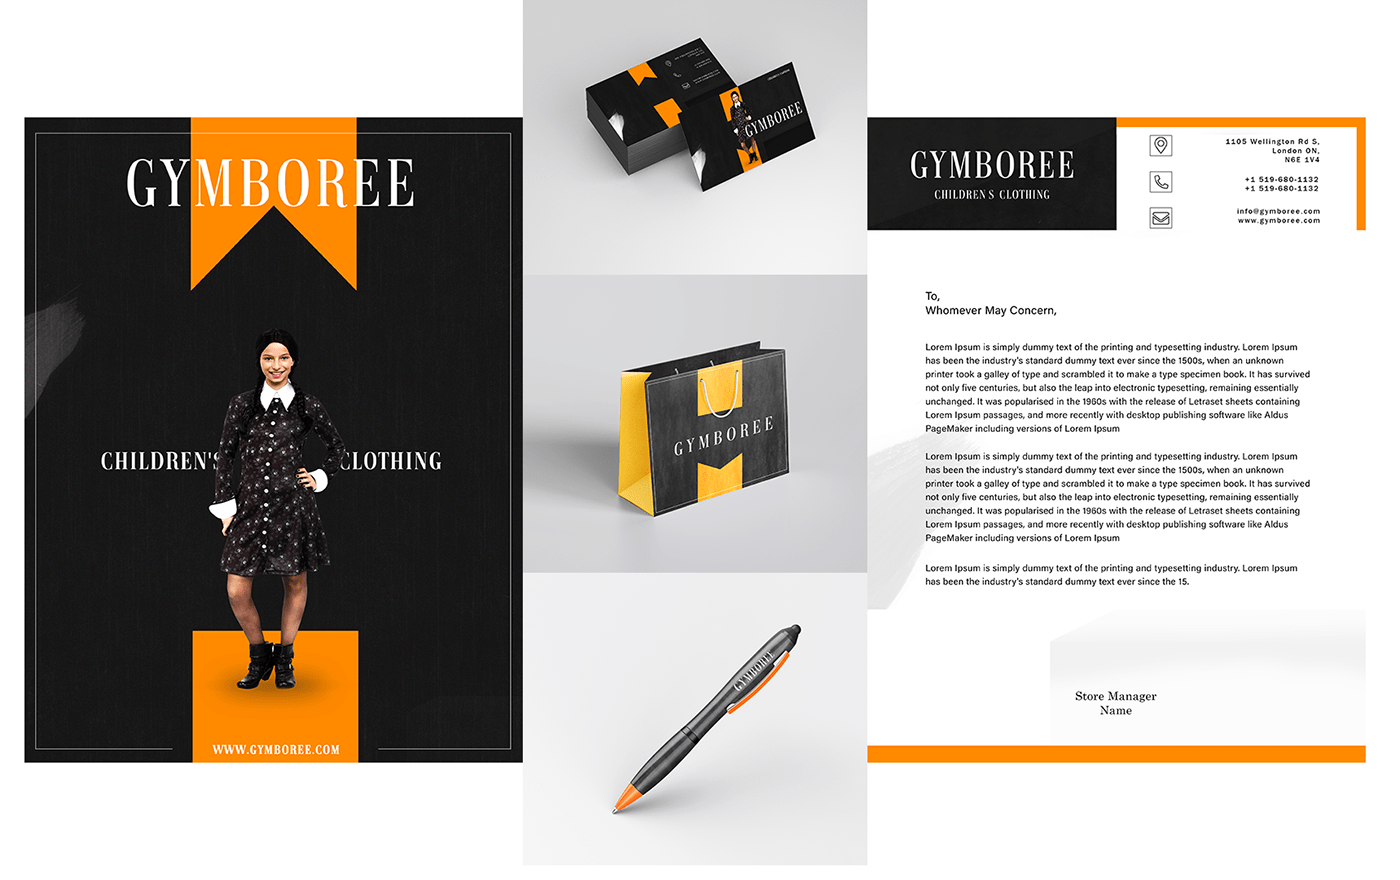 GYMBOREE
CHILDREN'S CLOTHING
WWW.GYMBOREE.COM
GYMBOREE
GYMBOREE
GYMBOREE
GYMBOREE
CHILDREN S CLOTHING
1105 Wellington Rd S,
London ON,
N6E 1V4
+1 519-680-1132
+1 519-680-1132
info@gymboree.com
www.gymboree.com
To,
Whomever May Concern,
Lorem Ipsum is simply dummy text of the printing and typesetting industry. Lorem Ipsum
has been the industry's standard dummy text ever since the 1500s, when an unknown
printer took a galley of type and scrambled it to make a type specimen book. It has survived
not only five centuries, but also the leap into electronic typesetting, remaining essentially
unchanged. It was popularised in the 1960s with the release of Letraset sheets containing
Lorem Ipsum passages, and more recently with desktop publishing software like Aldus
PageMaker including versions of Lorem Ipsum
Lorem Ipsum is simply dummy text of the printing and typesetting industry. Lorem Ipsum
has been the industry's standard dummy text ever since the 1500s, when an unknown
printer took a galley of type and scrambled it to make a type specimen book. It has survived
not only five centuries, but also the leap into electronic typesetting, remaining essentially
unchanged. It was popularised in the 1960s with the release of Letraset sheets containing
Lorem Ipsum passages, and more recently with desktop publishing software like Aldus
PageMaker including versions of Lorem Ipsum
Lorem Ipsum is simply dummy text of the printing and typesetting industry. Lorem Ipsum
has been the industry's standard dummy text ever since the 15.
Store Manager
Name